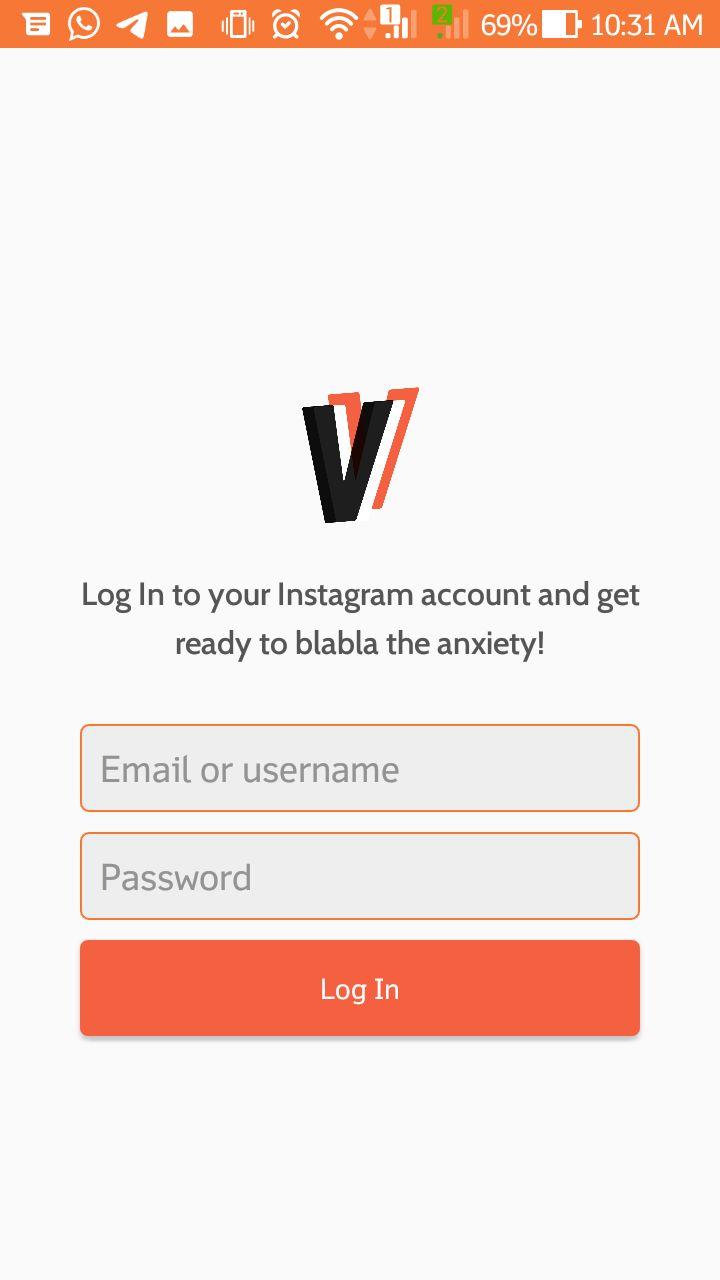 1 2 69% 10:31 AM
Log In to your Instagram account and get
ready to blabla the anxiety!
Email or username
Password
Log In